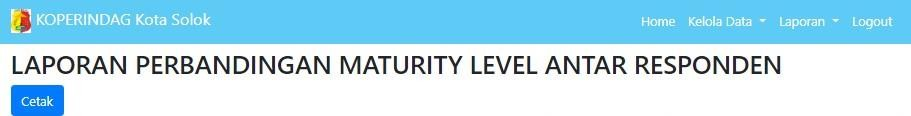 KOPERINDAG Kota Solok Home Kelola Data Laporan Logout
LAPORAN PERBANDINGAN MATURITY LEVEL ANTAR RESPONDEN
Cetak